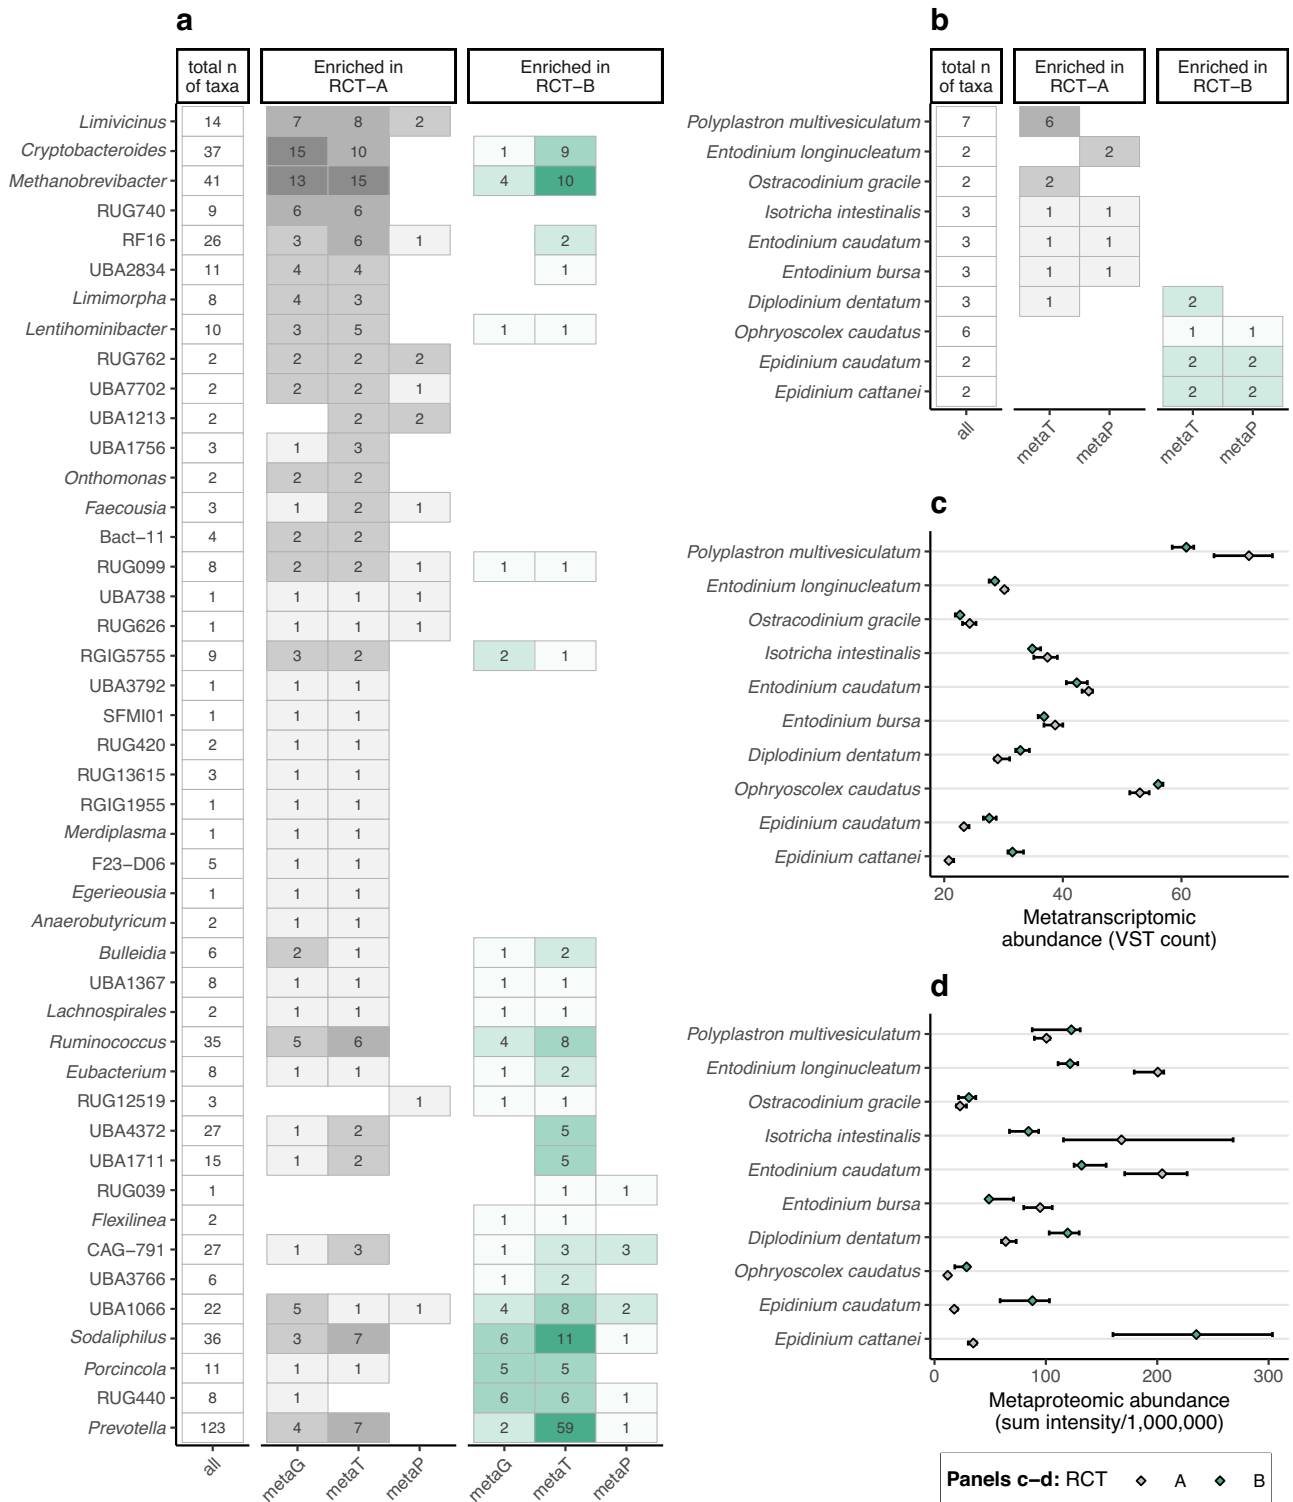 a
total n
of taxa
Enriched in
RCT−A
Enriched in
RCT−B
Limivicinus 14 7 8 2
Cryptobacteroides 37 15 10 1 9
Methanobrevibacter 41 13 15 4 10
RUG740 9 6 6
RF16 26 3 6 1 2
UBA2834 11 4 4 1
Limimorpha 8 4 3
Lentihominibacter 10 3 5 1 1
RUG762 2 2 2 2
UBA7702 2 2 2 1
UBA1213 2 2 2
UBA1756 3 1 3
Onthomonas 2 2 2
Faecousia 3 1 2 1
Bact−11 4 2 2
RUG099 8 2 2 1 1 1
UBA738 1 1 1 1
RUG626 1 1 1 1
RGIG5755 9 3 2 2 1
UBA3792 1 1 1
SFMI01 1 1 1
RUG420 2 1 1
RUG13615 3 1 1
RGIG1955 1 1 1
Merdiplasma 1 1 1
F23−D06 5 1 1
Egerieousia 1 1 1
Anaerobutyricum 2 1 1
Bulleidia 6 2 1 1 2
UBA1367 8 1 1 1 1
Lachnospirales 2 1 1 1 1
Ruminococcus 35 5 6 4 8
Eubacterium 8 1 1 1 2
RUG12519 3 1 1 1
UBA4372 27 1 2 5
UBA1711 15 1 2 5
RUG039 1 1 1
Flexilinea 2 1 1
CAG−791 27 1 3 1 3 3
UBA3766 6 1 2
UBA1066 22 5 1 1 4 8 2
Sodaliphilus 36 3 7 6 11 1
Porcincola 11 1 1 5 5
RUG440 8 1 6 6 1
Prevotella 123 4 7 2 59 1
all metaG metaT metaP metaG metaT metaP
b
total n
of taxa
Enriched in
RCT−A
Enriched in
RCT−B
Polyplastron multivesiculatum 7 6
Entodinium longinucleatum 2 2
Ostracodinium gracile 2 2
Isotricha intestinalis 3 1 1
Entodinium caudatum 3 1 1
Entodinium bursa 3 1 1
Diplodinium dentatum 3 1 2
Ophryoscolex caudatus 6 1 1
Epidinium caudatum 2 2 2
Epidinium cattanei 2 2 2
all metaT metaP metaT metaP
c
Polyplastron multivesiculatum
Entodinium longinucleatum
Ostracodinium gracile
Isotricha intestinalis
Entodinium caudatum
Entodinium bursa
Diplodinium dentatum
Ophryoscolex caudatus
Epidinium caudatum
Epidinium cattanei
20 40 60
Metatranscriptomic
abundance (VST count)
d
Polyplastron multivesiculatum
Entodinium longinucleatum
Ostracodinium gracile
Isotricha intestinalis
Entodinium caudatum
Entodinium bursa
Diplodinium dentatum
Ophryoscolex caudatus
Epidinium caudatum
Epidinium cattanei
0 100 200 300
Metaproteomic abundance
(sum intensity/1,000,000)
Panels c−d: RCT A B